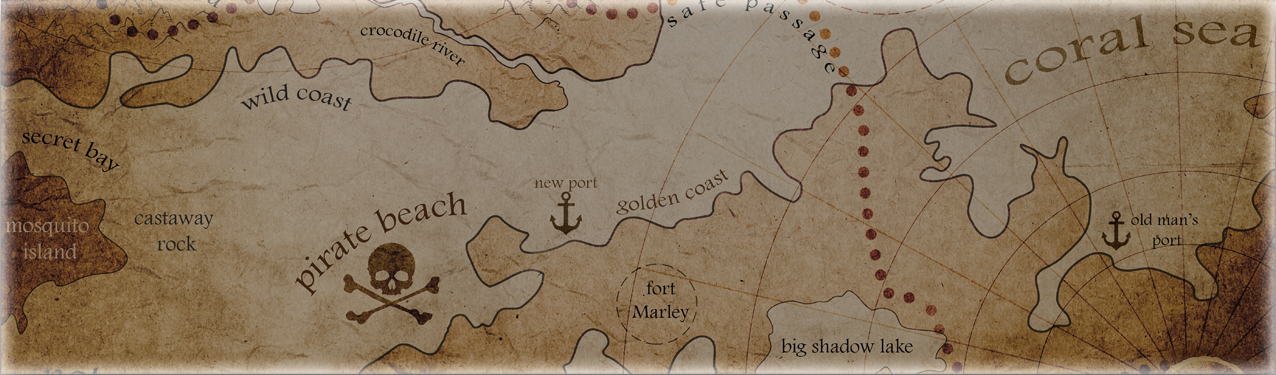 safe passage
coral sea
crocodile river
wild coast
secret bay
new port
golden coast
pirate beach
mosquito
island
castaway
rock
old man's
port
fort
Marley
big shadow lake